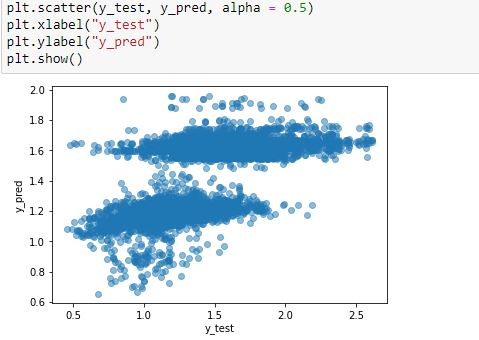 plt.scatter(y_test, y_pred, alpha = 0.5)
plt.xlabel("y_test")
plt.ylabel("y_pred")
plt.show()
2.0
1.8
1.6
1.4
1.2
1.0
0.8
0.6
y_pred
0.5 1.0 1.5 2.0 2.5
y_test